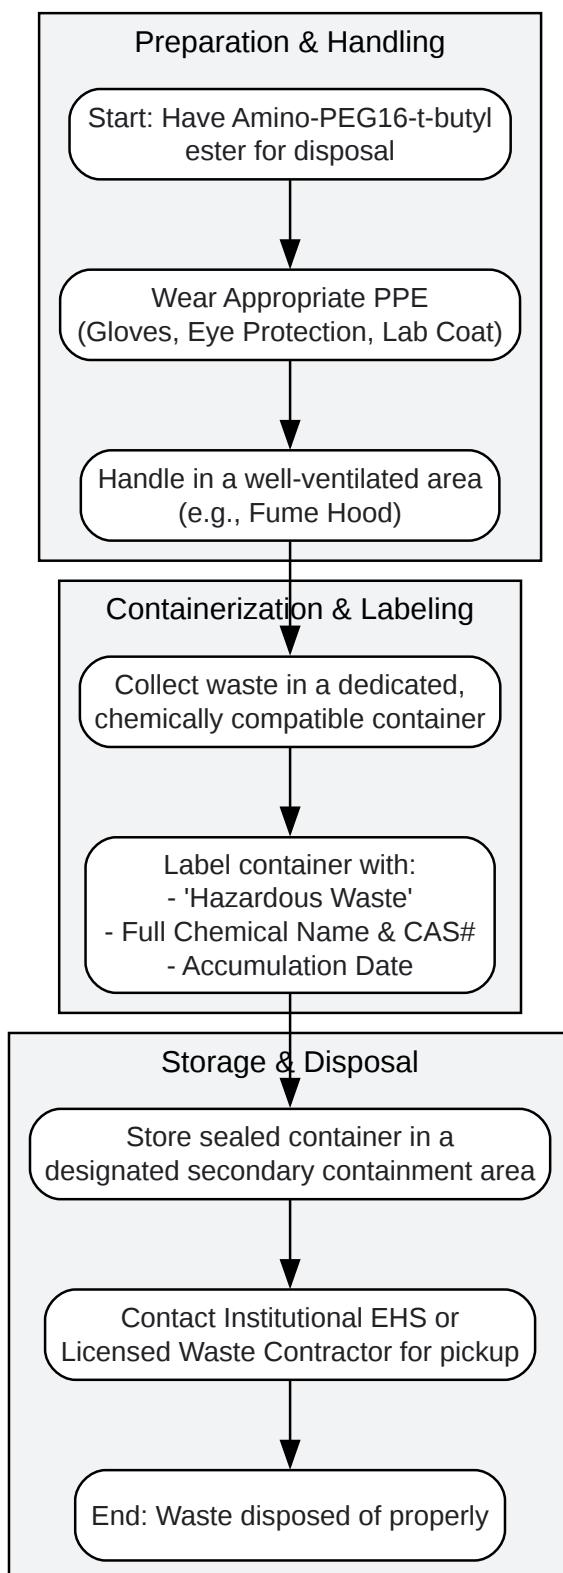 Preparation & Handling
Start: Have Amino-PEG16-t-butyl
ester for disposal
Wear Appropriate PPE
(Gloves, Eye Protection, Lab Coat)
Handle in a well-ventilated area
(e.g., Fume Hood)
Containerization & Labeling
Collect waste in a dedicated,
chemically compatible container
Label container with:
- 'Hazardous Waste'
- Full Chemical Name & CAS#
- Accumulation Date
Storage & Disposal
Store sealed container in a
designated secondary containment area
Contact Institutional EHS or
Licensed Waste Contractor for pickup
End: Waste disposed of properly